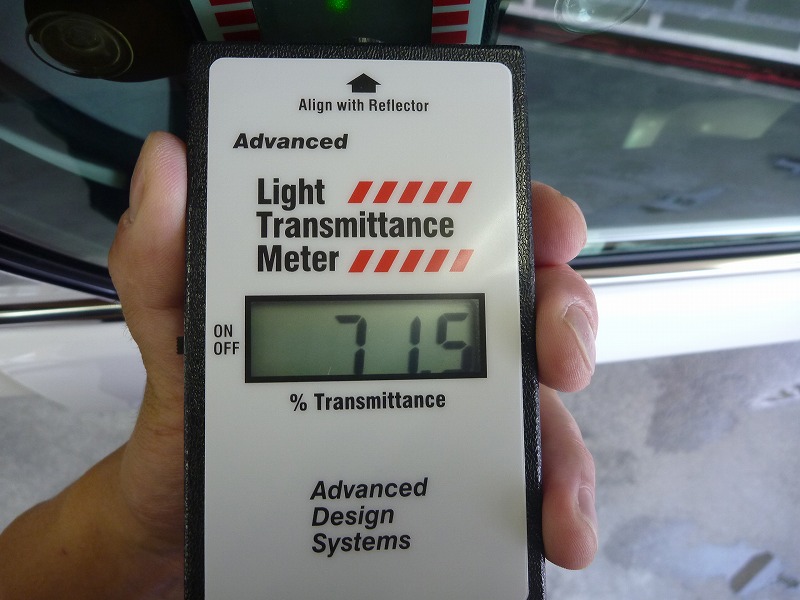 Align with Reflector
Advanced
Light
Transmittance
Meter
ON
OFF
71.5
% Transmittance
Advanced
Design
Systems